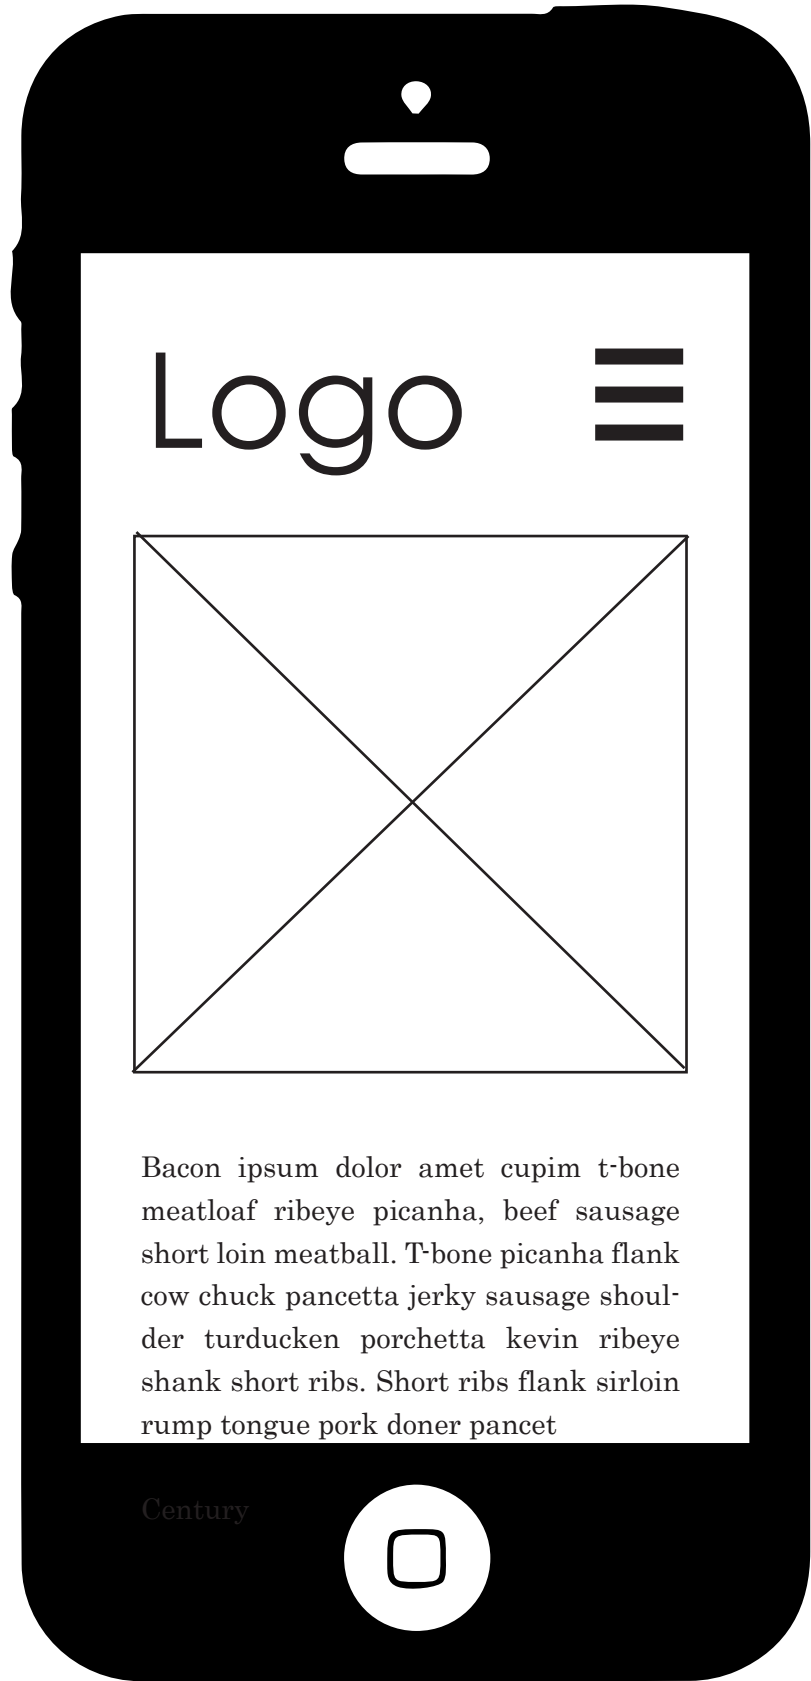 Logo
Bacon ipsum dolor amet cupim t-bone
meatloaf ribeye picanha, beef sausage
short loin meatball. T-bone picanha flank
cow chuck pancetta jerky sausage shoul-
der turducken porchetta kevin ribeye
shank short ribs. Short ribs flank sirloin
rump tongue pork doner pancet
Century